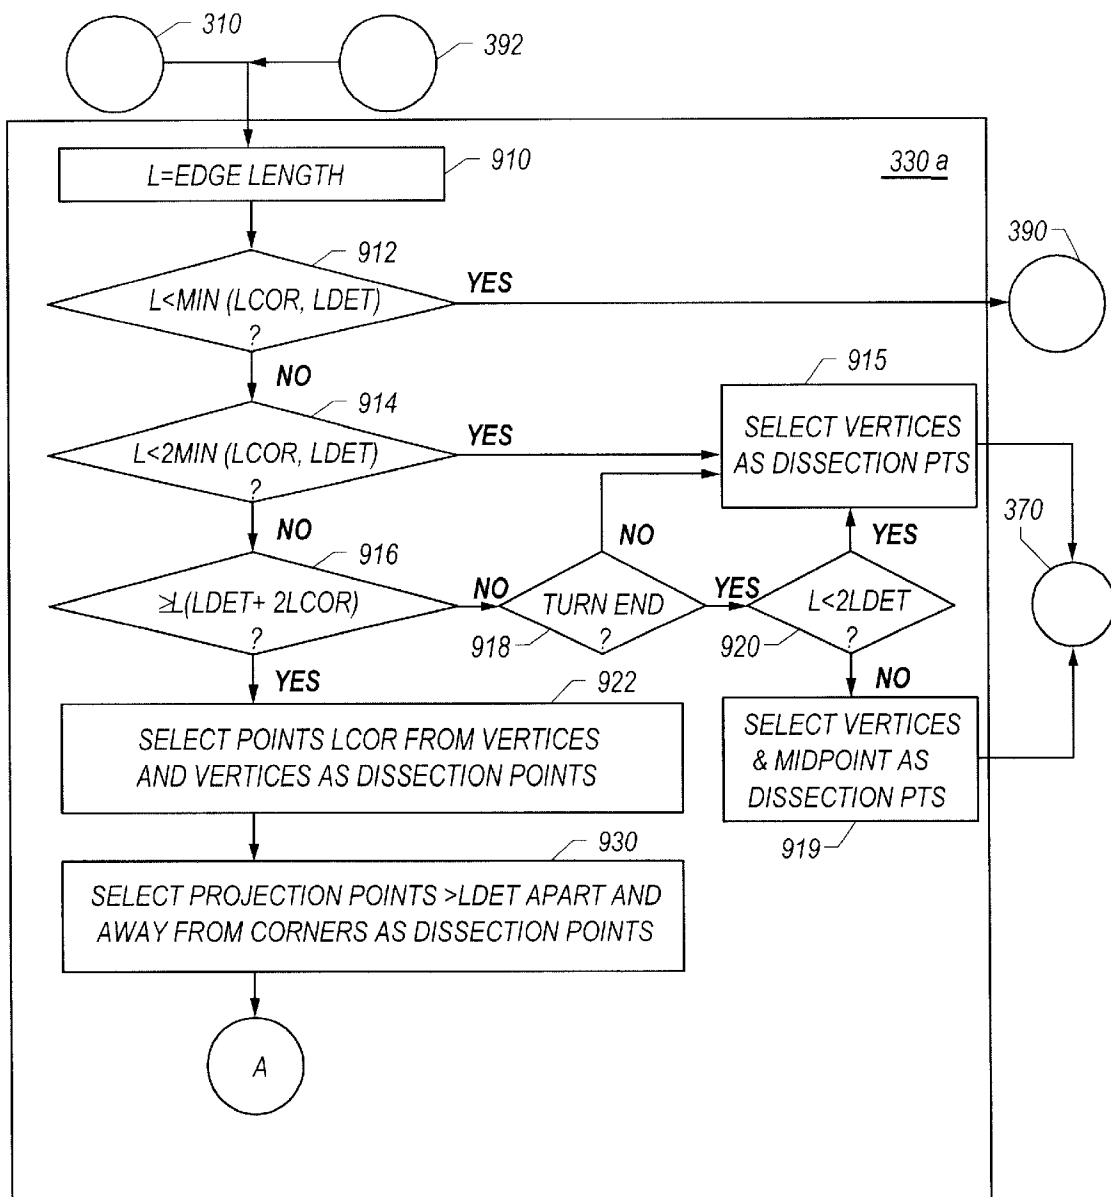 310
392
330 a
910
L=EDGE LENGTH
912
L<MIN (LCOR, LDET)
?
YES
390
NO
914
L<2MIN (LCOR, LDET)
?
YES
915
SELECT VERTICES
AS DISSECTION PTS
370
NO
916
≥L(LDET+ 2LCOR)
?
NO
NO
TURN END
?
918
YES
YES
L<2LDET
?
920
YES
922
SELECT POINTS LCOR FROM VERTICES
AND VERTICES AS DISSECTION POINTS
NO
SELECT VERTICES
& MIDPOINT AS
DISSECTION PTS
919
930
SELECT PROJECTION POINTS >LDET APART AND
AWAY FROM CORNERS AS DISSECTION POINTS
A